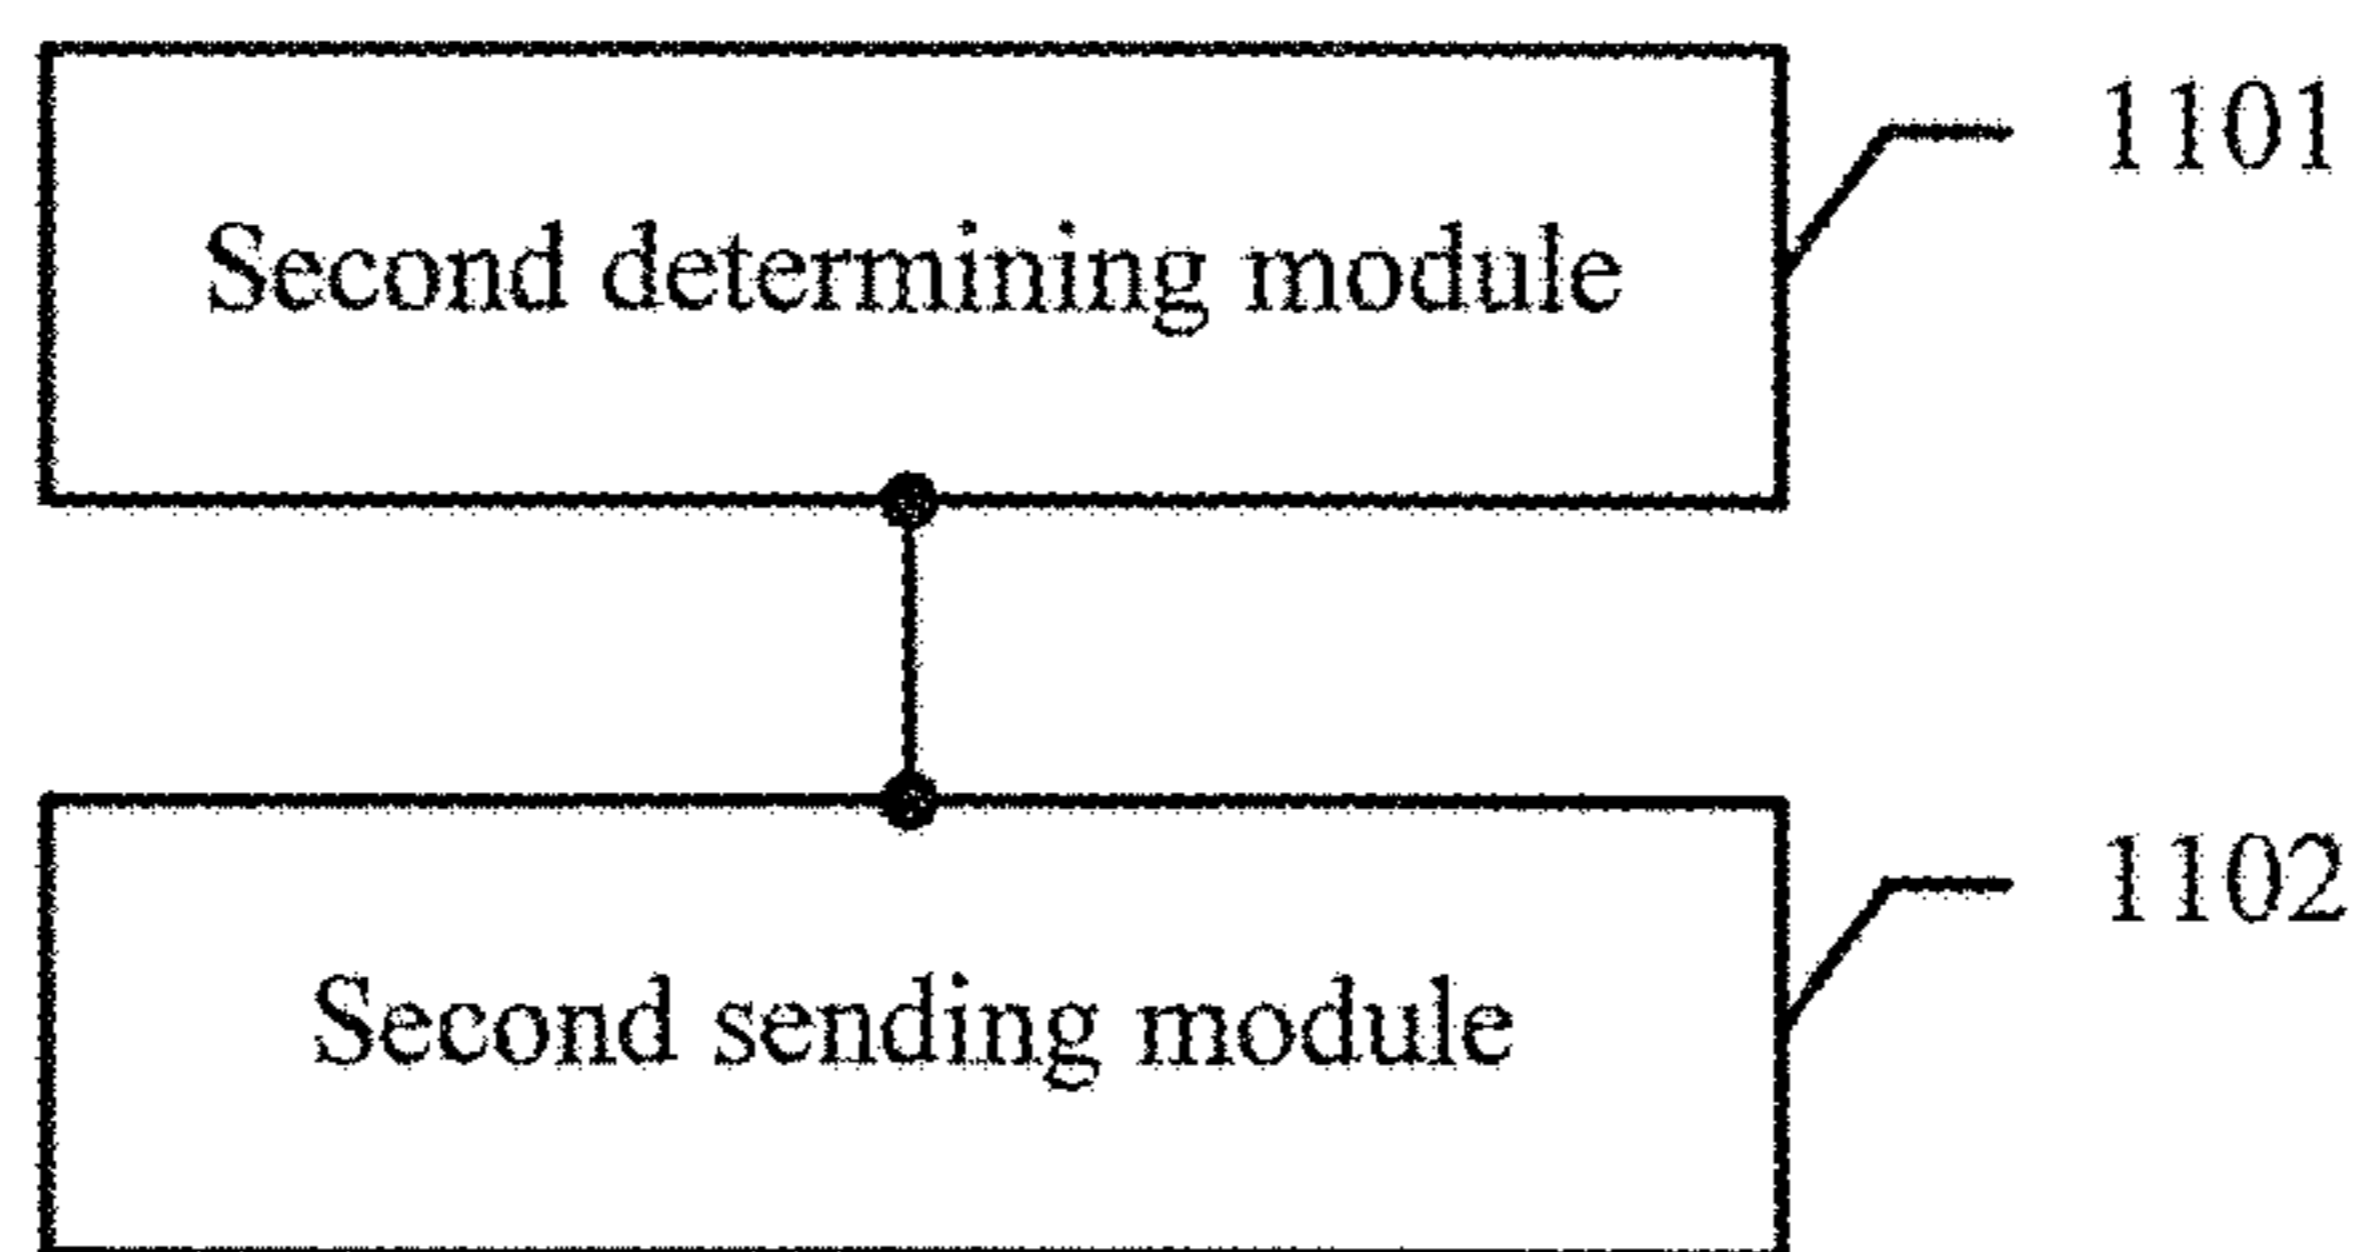 1101
Second determining module
1102
Second sending module